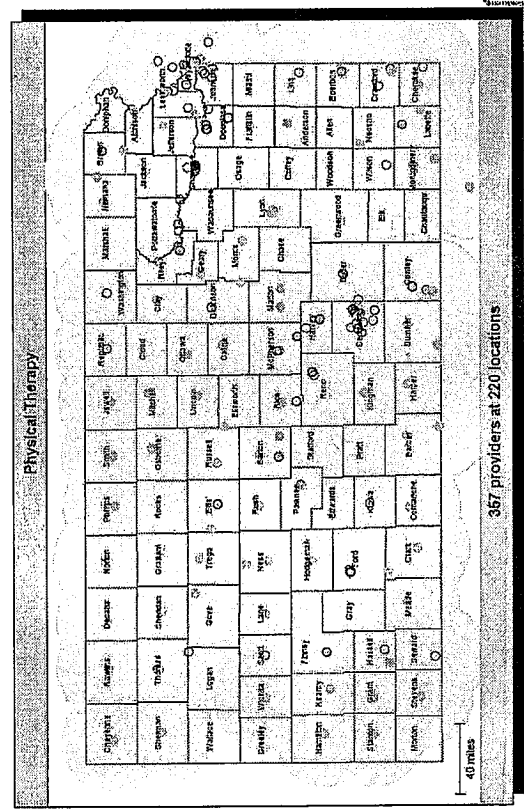 Physical Therapy
Cheyenne
Rawlins
Decatur
Norton
Phillips
Smith
Jewell
Republic
Washington
Marshall
Nemaha
Brown
Doniphan
Sherman
Thomas
Sheridan
Graham
Rooks
Osborne
Mitchell
Cloud
Clay
Riley
Pottawatomie
Jackson
Atchison
Jefferson
Wallace
Logan
Gove
Trego
Ellis
Russell
Lincoln
Ottawa
Ellsworth
Saline
Dickinson
Geary
Wabaunsee
Douglas
Johnson
Greeley
Wichita
Scott
Lane
Ness
Rush
Barton
Rice
McPherson
Marion
Morris
Chase
Lyon
Osage
Coffey
Franklin
Anderson
Miami
Linn
Hamilton
Kearny
Finney
Hodgeman
Pawnee
Edwards
Stafford
Reno
Harvey
Butler
Greenwood
Woodson
Allen
Bourbon
Stanton
Grant
Haskell
Gray
Ford
Kiowa
Pratt
Kingman
Elk
Wilson
Neosho
Crawford
Morton
Stevens
Seward
Meade
Clark
Comanche
Barber
Harper
Sumner
Cowley
Chautauqua
Montgomery
Labette
Cherokee
40 miles
357 providers at 220 locations